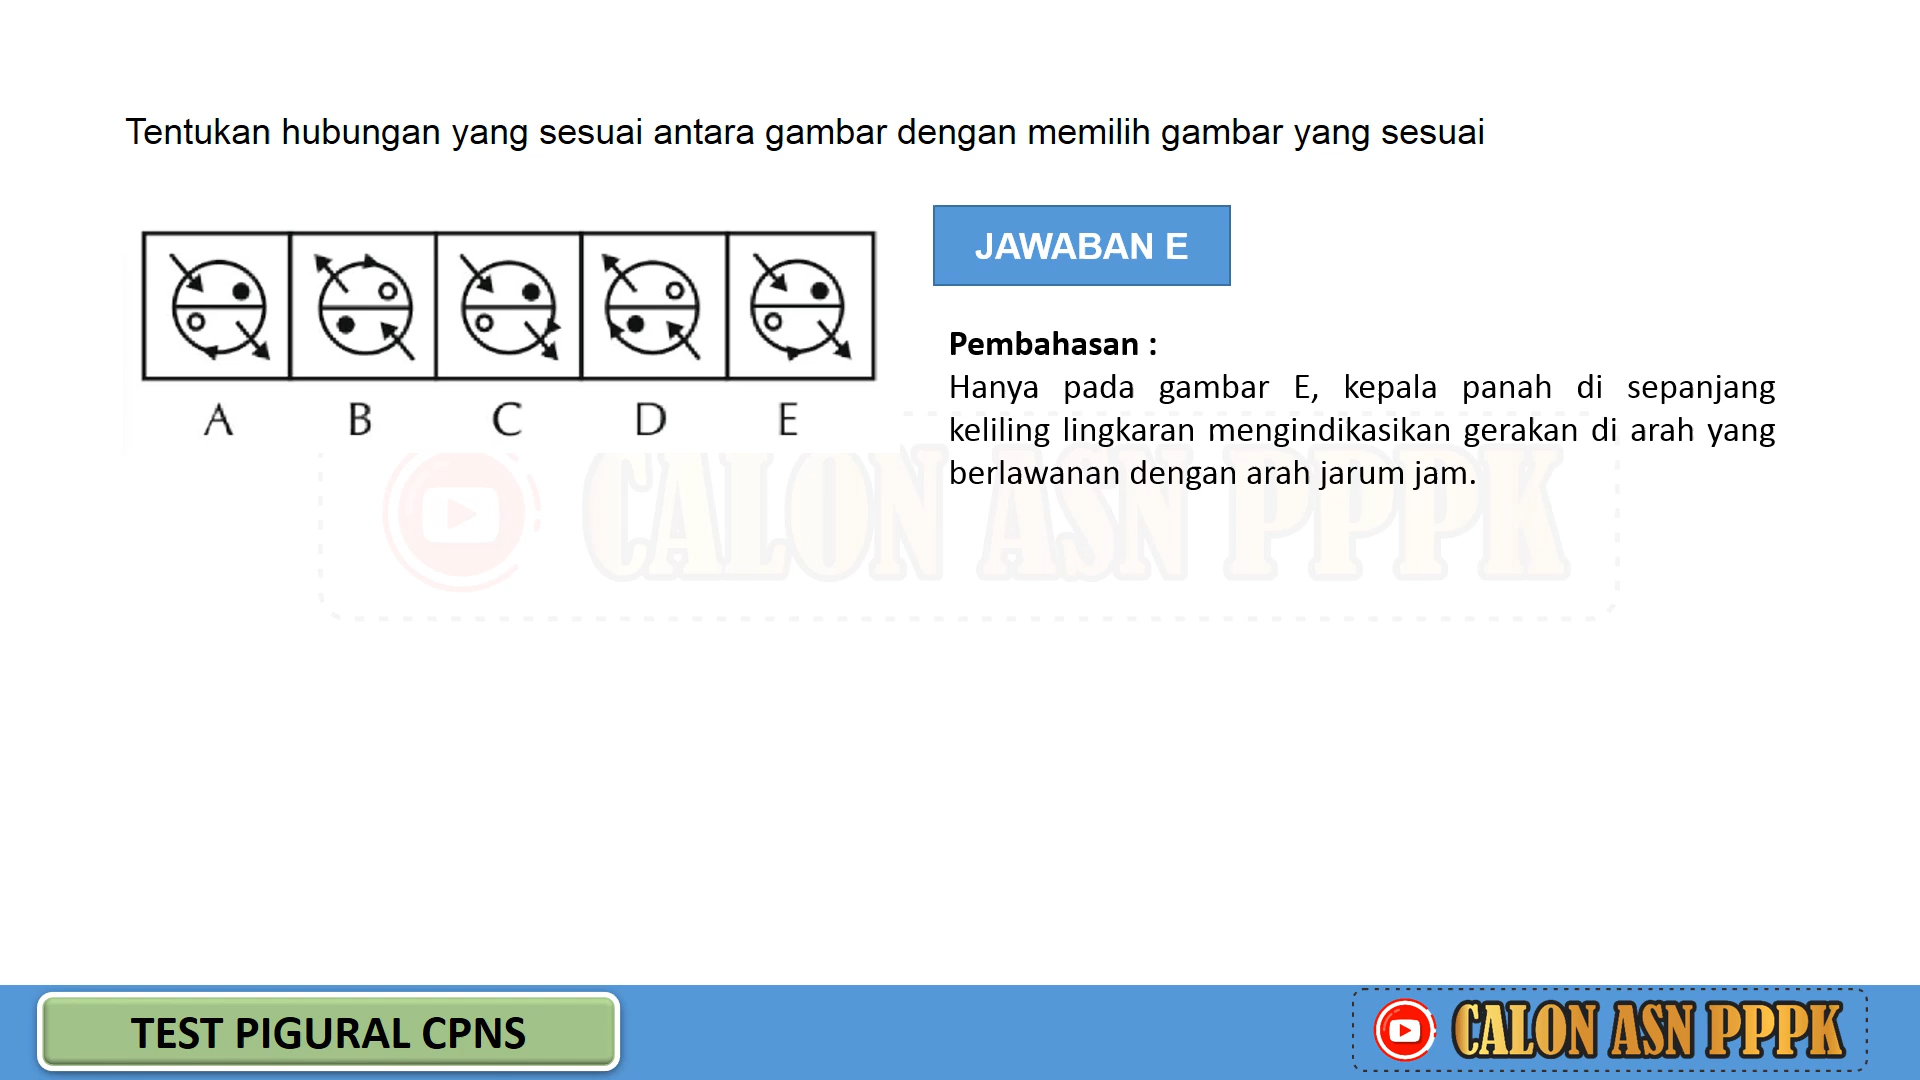 Tentukan hubungan yang sesuai antara gambar dengan memilih gambar yang sesuai
JAWABAN E
A B C D E
Pembahasan :
Hanya pada gambar E, kepala panah di sepanjang
keliling lingkaran mengindikasikan gerakan di arah yang
berlawanan dengan arah jarum jam.
CALON ASN PPPK
TEST PIGURAL CPNS
CALON ASN PPPK